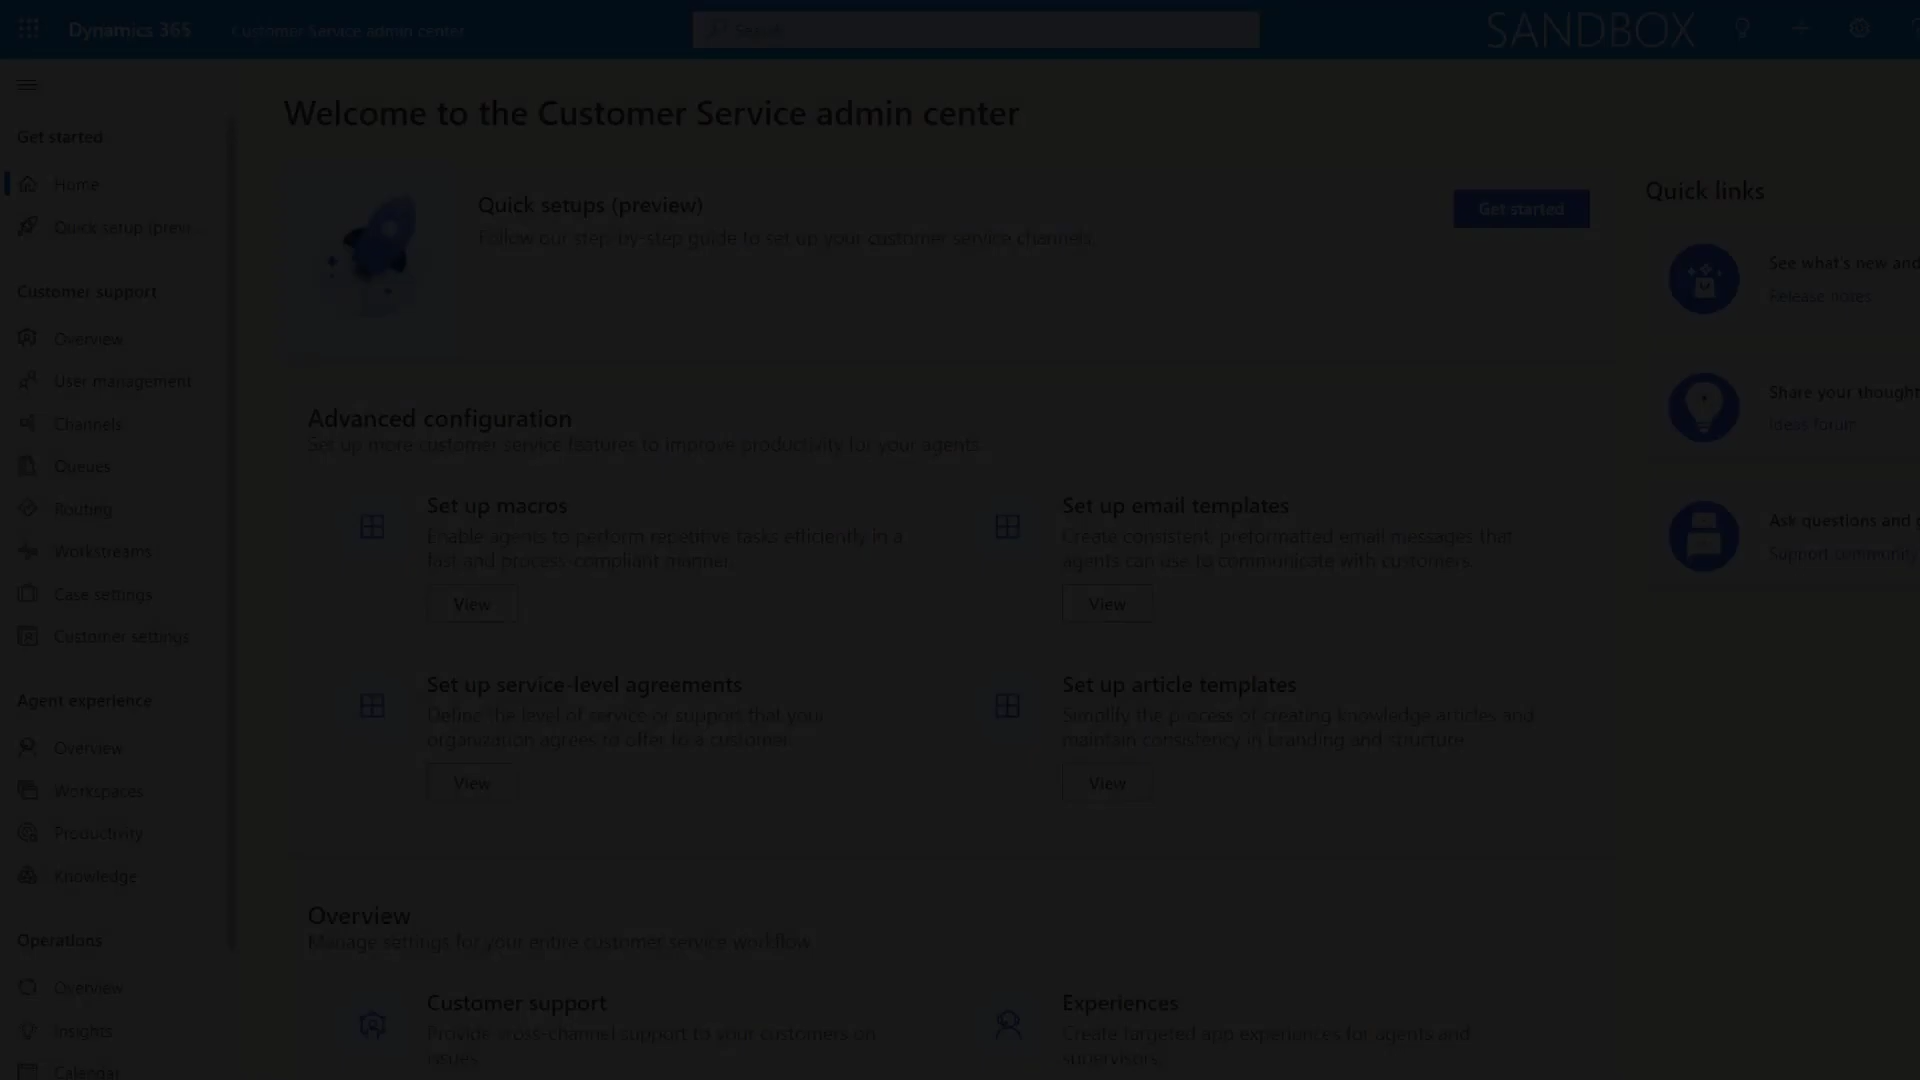 Dynamics 365
Customer Service admin center
Search
SANDBOX
Get started
Home
Quick setup (previ...
Customer support
Overview
User management
Channels
Queues
Routing
Workstreams
Case settings
Customer settings
Agent experience
Overview
Workspaces
Productivity
Knowledge
Operations
Overview
Insights
Calendar
Welcome to the Customer Service admin center
Quick setups (preview)
Follow our step-by-step guide to set up your customer service channels.
Get started
Advanced configuration
Set up more customer service features to improve productivity for your agents.
Set up macros
Enable agents to perform repetitive tasks efficiently in a
fast and process-compliant manner.
View
Set up email templates
Create consistent, preformatted email messages that
agents can use to communicate with customers.
View
Set up service-level agreements
Define the level of service or support that your
organization agrees to offer to a customer.
View
Set up article templates
Simplify the process of creating knowledge articles and
maintain consistency in branding and structure.
View
Overview
Manage settings for your entire customer service workflow
Customer support
Provide cross-channel support to your customers on
issues.
Experiences
Create targeted app experiences for agents and
supervisors.
Quick links
See what's new and
Release notes
Share your thought
Ideas forum
Ask questions and
Support community